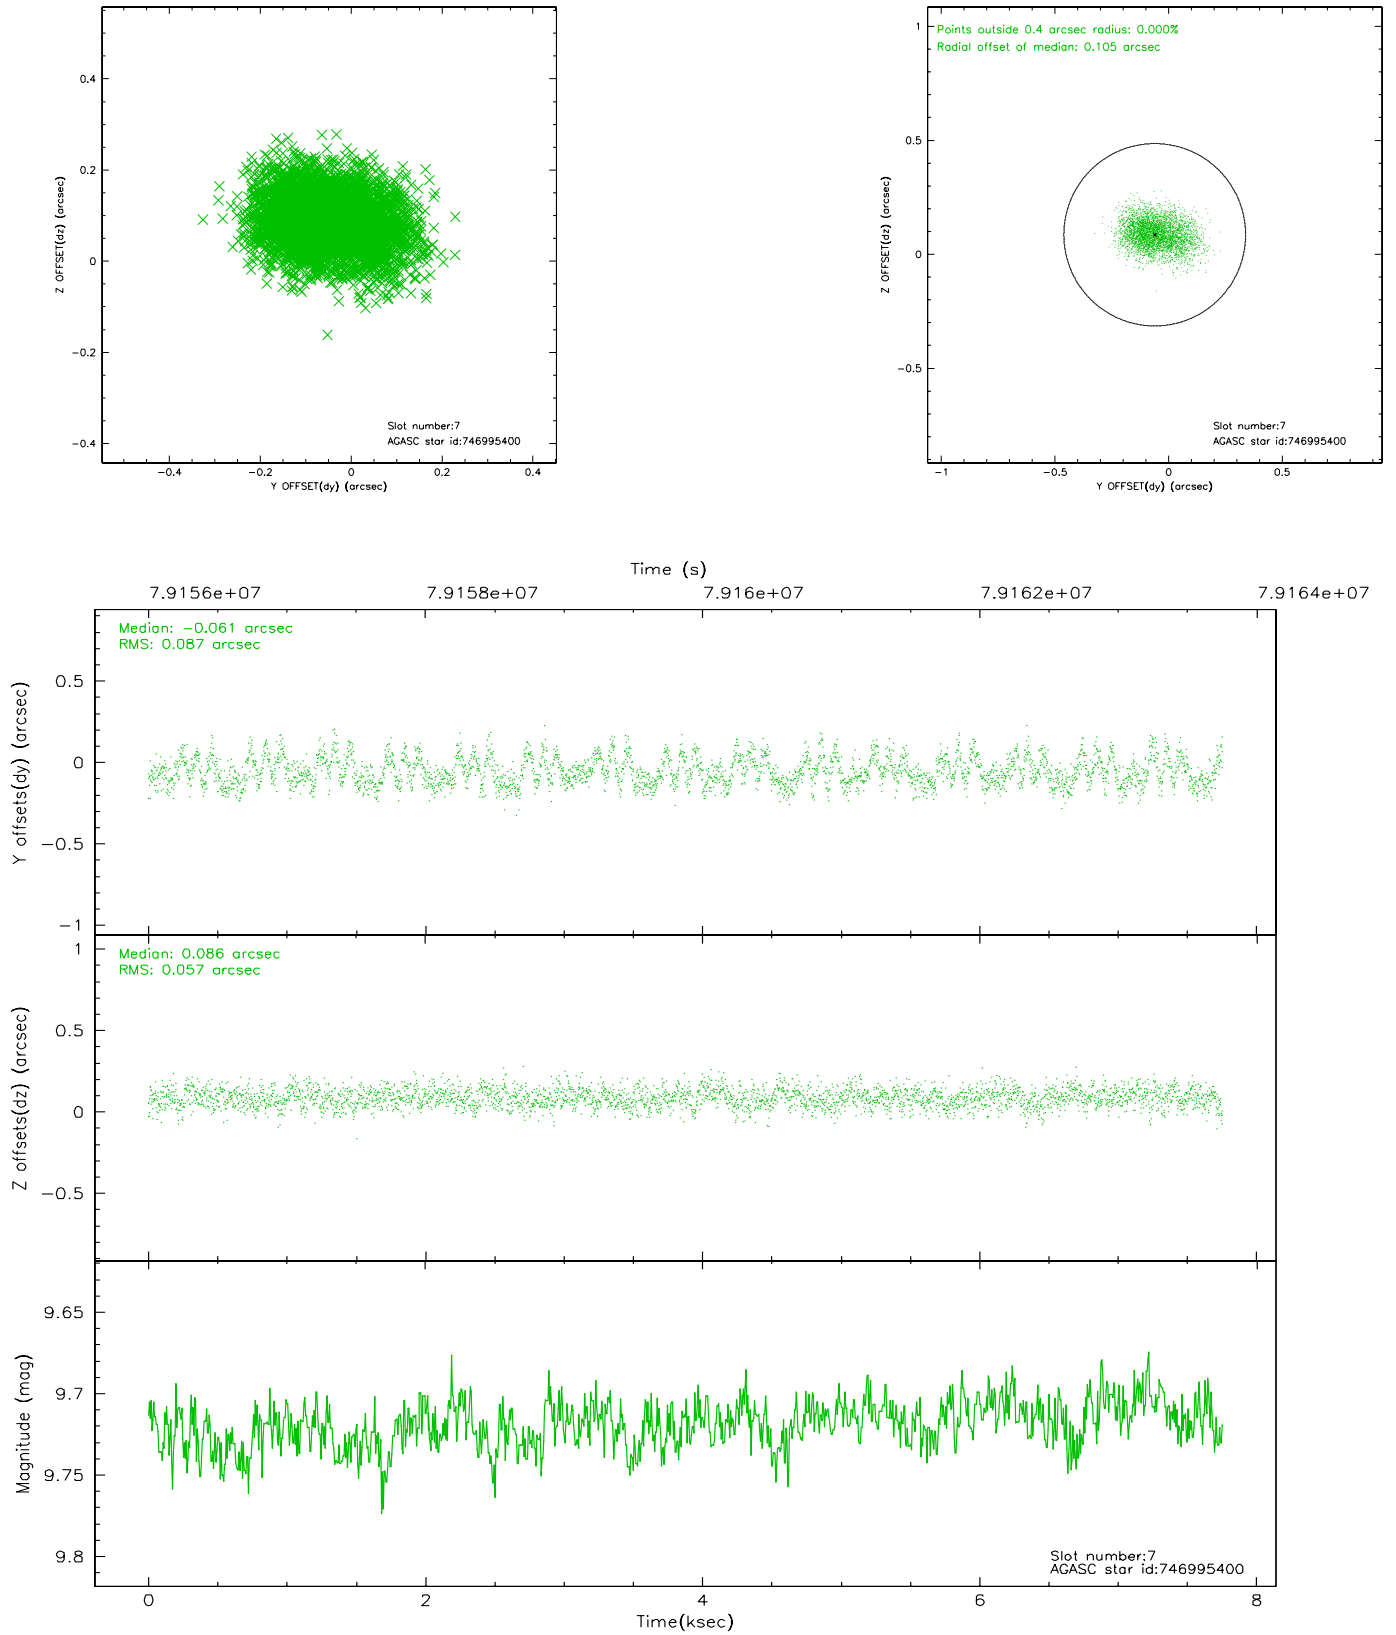 0.4
0.2
0
−0.2
−0.4
Z OFFSET(dz) (arcsec)
Slot number:7
AGASC star id:746995400
−0.4 −0.2 0 0.2 0.4
Y OFFSET(dy) (arcsec)
Points outside 0.4 arcsec radius: 0.000%
Radial offset of median: 0.105 arcsec
1
0.5
0
−0.5
Z OFFSET(dz) (arcsec)
Slot number:7
AGASC star id:746995400
−1 −0.5 0 0.5
Y OFFSET(dy) (arcsec)
Time (s)
7.9156e+07 7.9158e+07 7.916e+07 7.9162e+07 7.9164e+07
Median: −0.061 arcsec
RMS: 0.087 arcsec
0.5
0
−0.5
−1
Y offsets(dy) (arcsec)
Median: 0.086 arcsec
RMS: 0.057 arcsec
1
0.5
0
−0.5
Z offsets(dz) (arcsec)
9.65
9.7
9.75
9.8
Magnitude (mag)
Slot number:7
AGASC star id:746995400
0 2 4 6 8
Time(ksec)